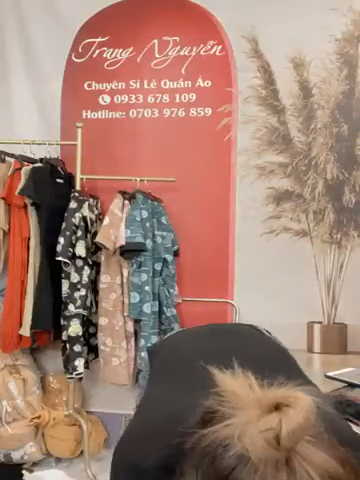 Trang Nguyễn
Chuyên Sỉ Lẻ Quần Áo
0933 678 109
Hotline: 0703 976 859